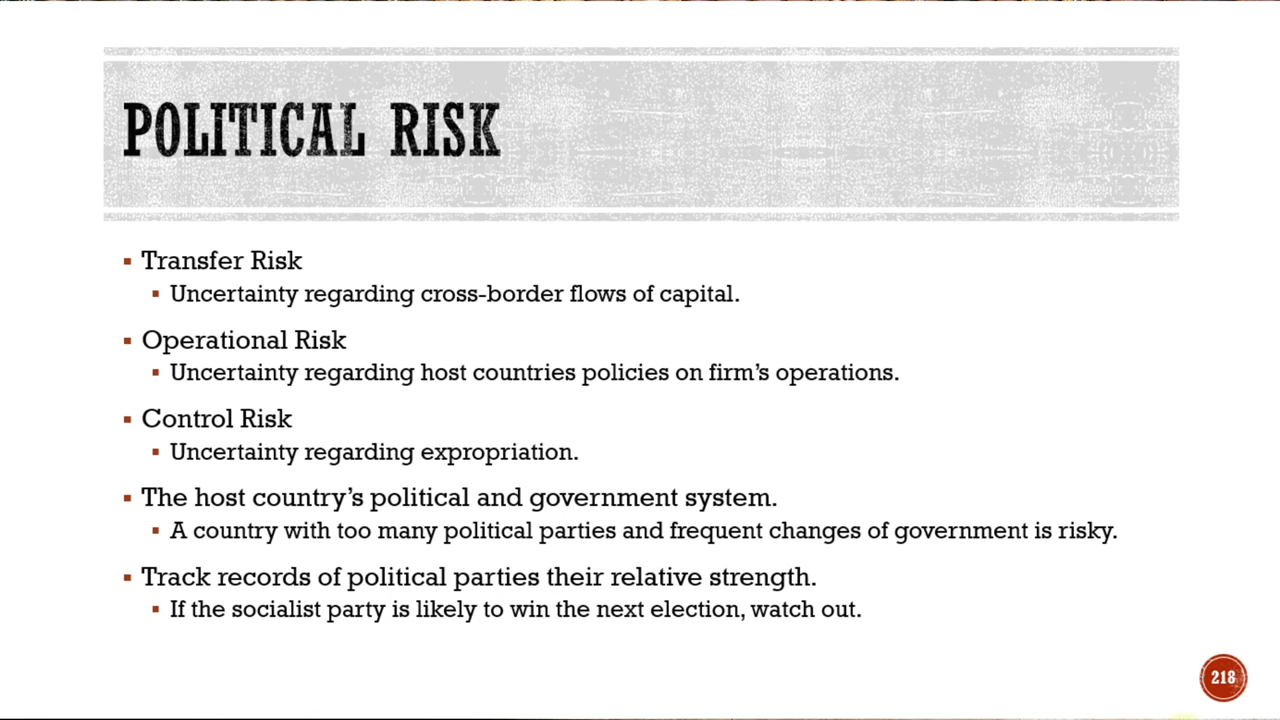 POLITICAL RISK
▪ Transfer Risk
▪ Uncertainty regarding cross-border flows of capital.
▪ Operational Risk
▪ Uncertainty regarding host countries policies on firm’s operations.
▪ Control Risk
▪ Uncertainty regarding expropriation.
▪ The host country’s political and government system.
▪ A country with too many political parties and frequent changes of government is risky.
▪ Track records of political parties their relative strength.
▪ If the socialist party is likely to win the next election, watch out.
218